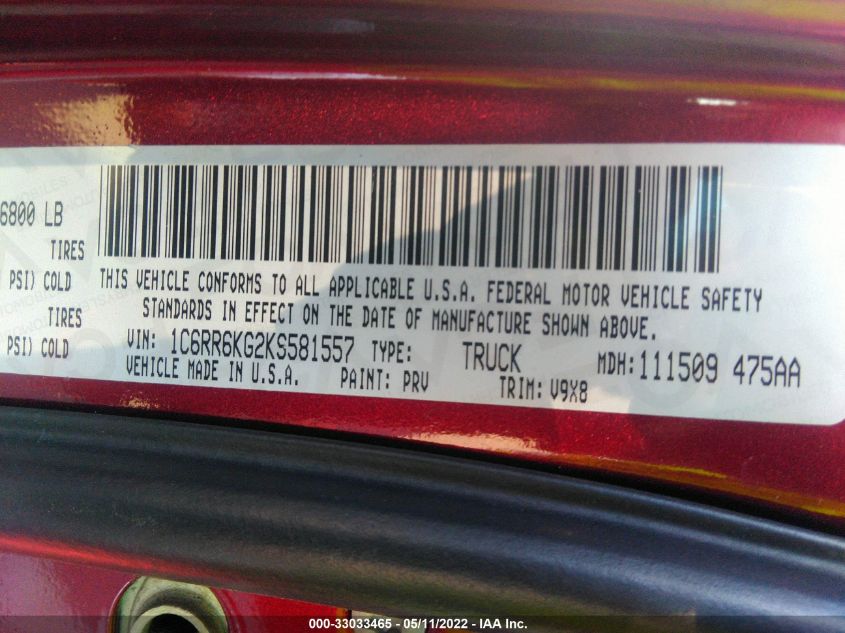 6800 LB
TIRES
PSI) COLD
TIRES
PSI) COLD
THIS VEHICLE CONFORMS TO ALL APPLICABLE U.S.A. FEDERAL MOTOR VEHICLE SAFETY
STANDARDS IN EFFECT ON THE DATE OF MANUFACTURE SHOWN ABOVE.
VIN: 1C6RR6KG2KS581557 TYPE: TRUCK MDH:111509 475AA
VEHICLE MADE IN U.S.A. PAINT: PRV TRIM: V9X8
000-33033465 - 05/11/2022 - IAA Inc.